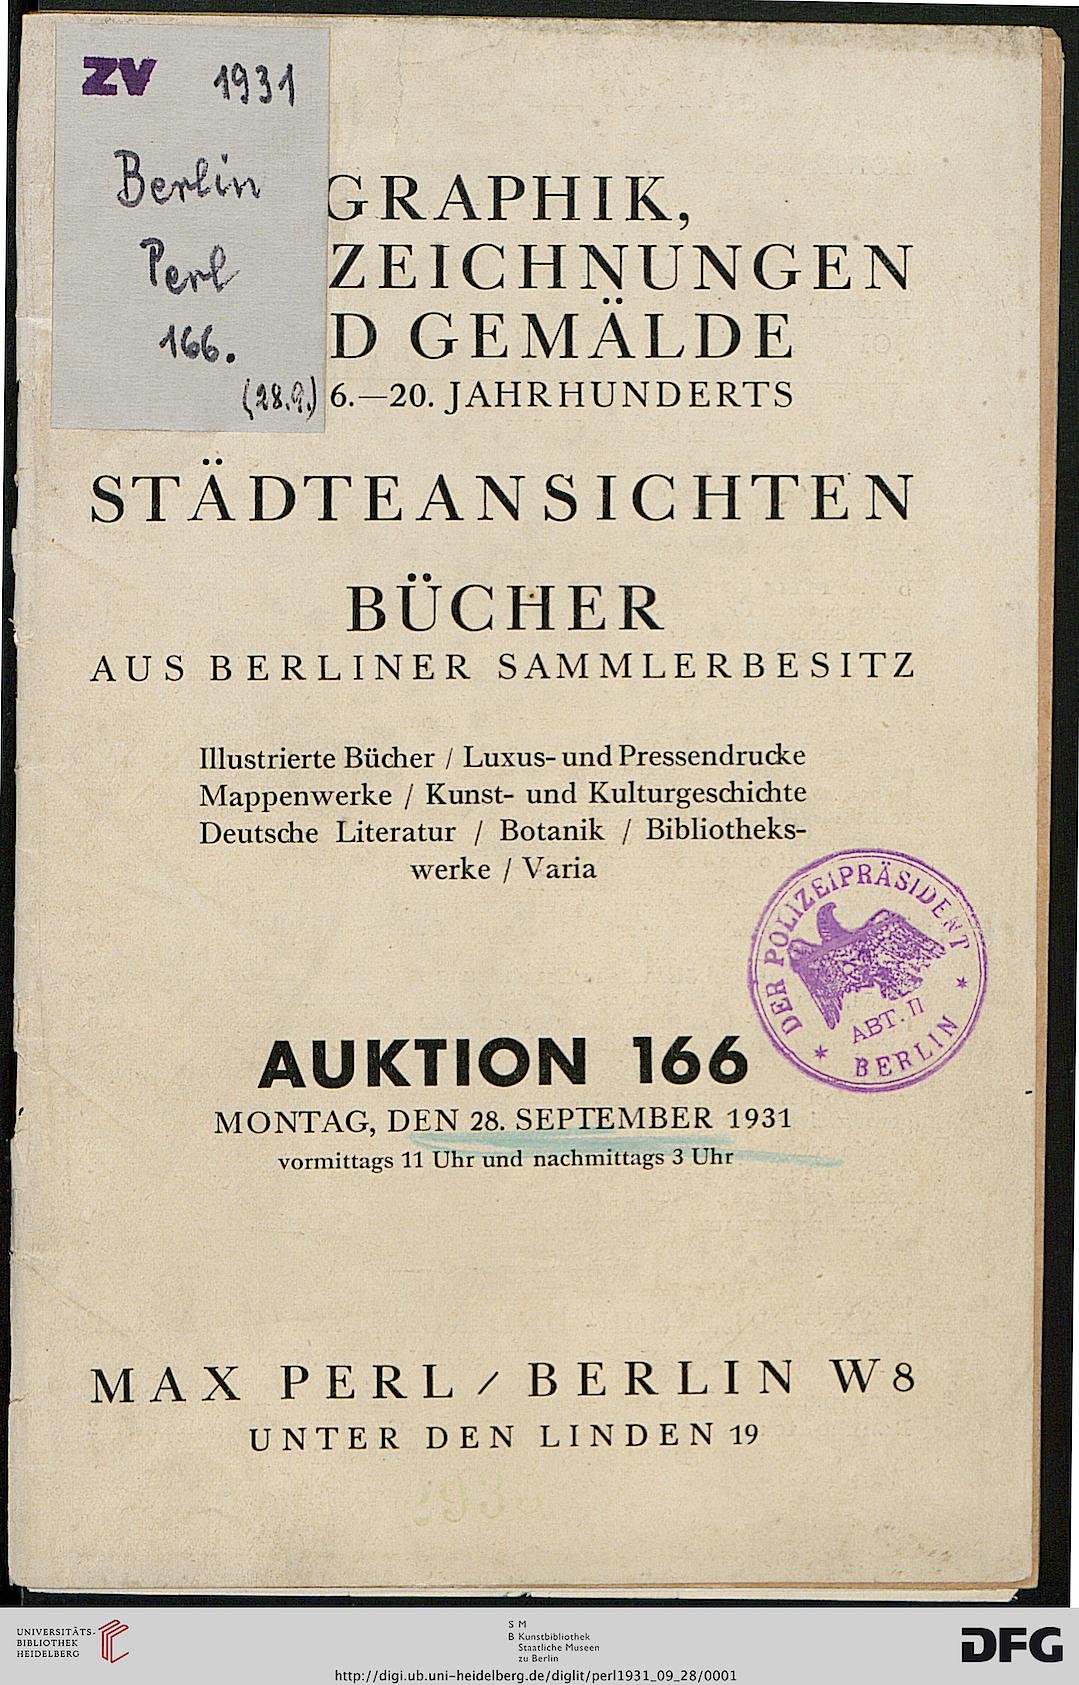 ZV 1931
Berlin
Perl
166.
(28.9.)
GRAPHIK,
ZEICHNUNGEN
D GEMÄLDE
6.—20. JAHRHUNDERTS
STÄDTEANSICHTEN
BÜCHER
AUS BERLINER SAMMLERBESITZ
Illustrierte Bücher / Luxus- und Pressendrucke
Mappenwerke / Kunst- und Kulturgeschichte
Deutsche Literatur / Botanik / Bibliotheks-
werke / Varia
DER POLIZEIPRÄSIDENT
ABT. II
* BERLIN *
AUKTION 166
MONTAG, DEN 28. SEPTEMBER 1931
vormittags 11 Uhr und nachmittags 3 Uhr
MAX PERL / BERLIN W 8
UNTER DEN LINDEN 19
UNIVERSITÄTS-
BIBLIOTHEK
HEIDELBERG
S M
B Kunstbibliothek
Staatliche Museen
zu Berlin
DFG
http://digi.ub.uni-heidelberg.de/diglit/perl1931_09_28/0001